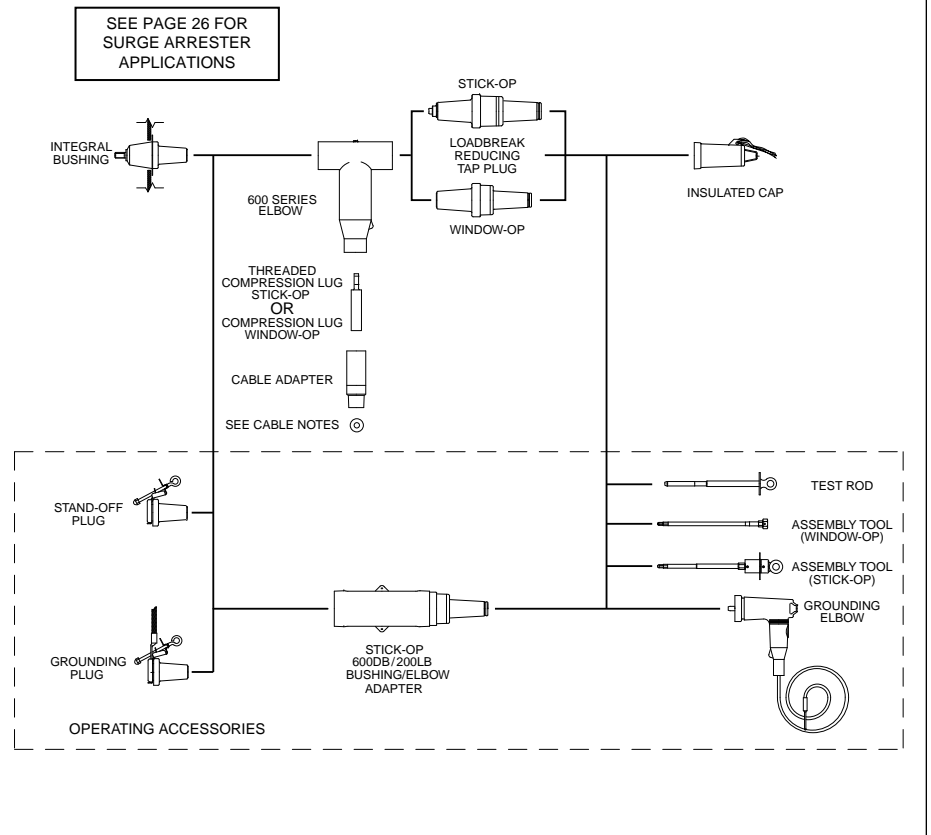 SEE PAGE 26 FOR
SURGE ARRESTER
APPLICATIONS
STICK-OP
INTEGRAL
BUSHING
LOADBREAK
REDUCING
TAP PLUG
600 SERIES
ELBOW
WINDOW-OP
INSULATED CAP
THREADED
COMPRESSION LUG
STICK-OP
OR
COMPRESSION LUG
WINDOW-OP
CABLE ADAPTER
SEE CABLE NOTES
STAND-OFF
PLUG
TEST ROD
ASSEMBLY TOOL
(WINDOW-OP)
ASSEMBLY TOOL
(STICK-OP)
GROUNDING
ELBOW
GROUNDING
PLUG
STICK-OP
600DB/200LB
BUSHING/ELBOW
ADAPTER
OPERATING ACCESSORIES